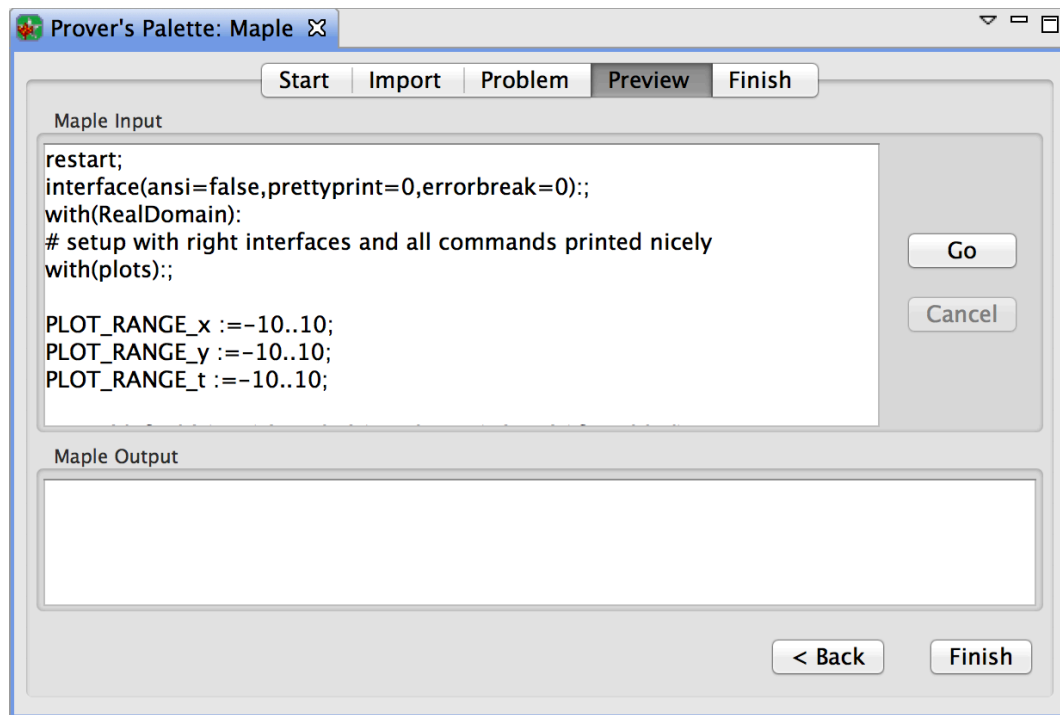 Prover's Palette: Maple
Start Import Problem Preview Finish
Maple Input
restart;
interface(ansi=false,prettyprint=0,errorbreak=0):;
with(RealDomain):
# setup with right interfaces and all commands printed nicely
with(plots):;
PLOT_RANGE_x :=-10..10;
PLOT_RANGE_y :=-10..10;
PLOT_RANGE_t :=-10..10;
Go
Cancel
Maple Output
< Back
Finish